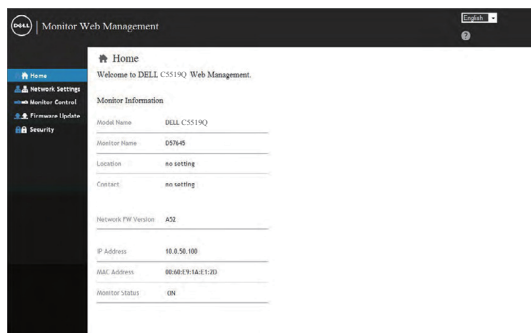 DELL | Monitor Web Management
English
?
Home
Home
Network Settings
Monitor Control
Firmware Update
Security
Welcome to DELL C5519Q Web Management.
Monitor Information
Model Name DELL C5519Q
Monitor Name D57645
Location no setting
Contact no setting
Network FW Version A52
IP Address 10.0.50.100
MAC Address 00:60:E9:1A:E1:2D
Monitor Status ON